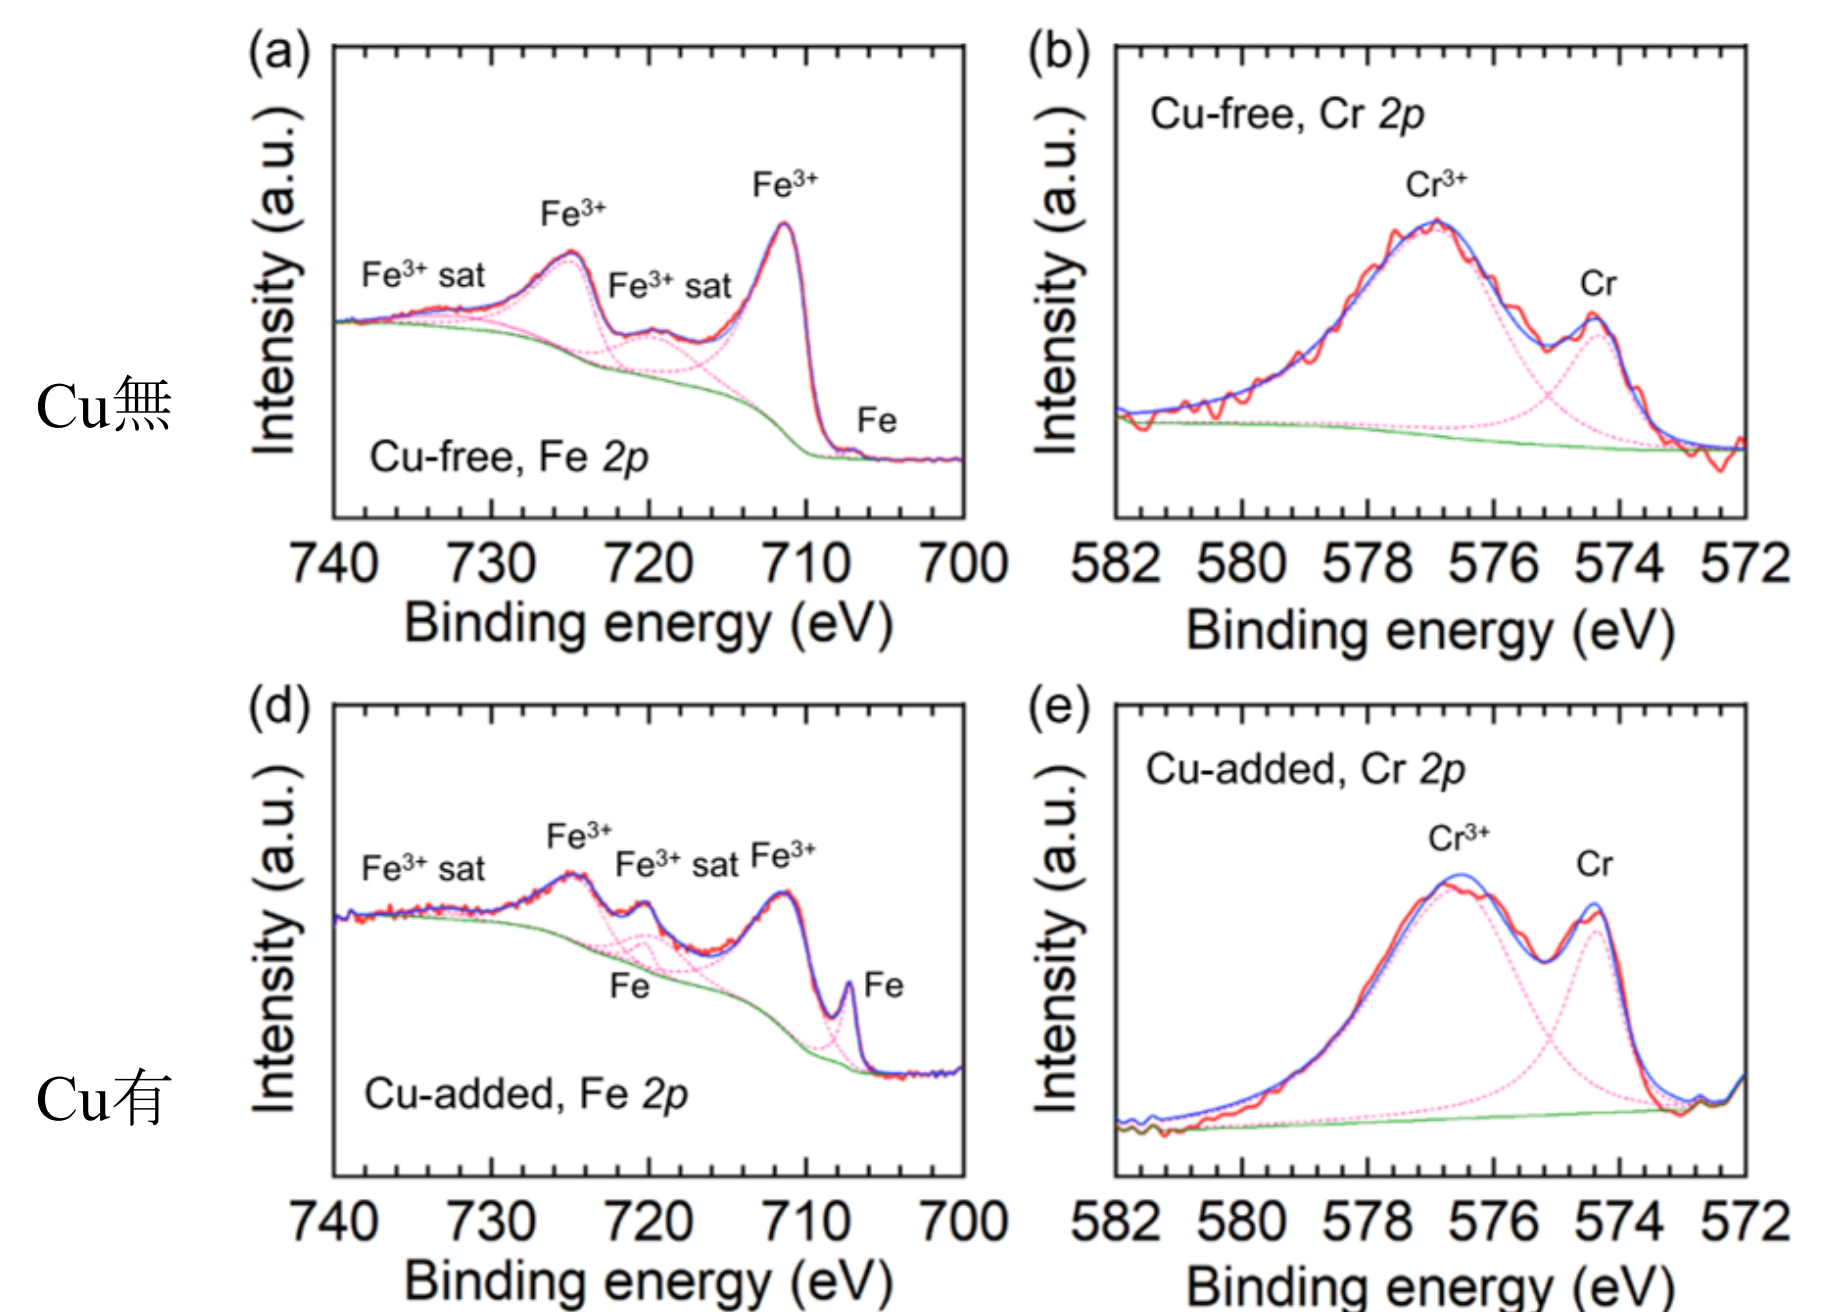 (a)
Intensity (a.u.)
Fe³⁺ sat
Fe³⁺
Fe³⁺ sat
Fe³⁺
Fe
Cu-free, Fe 2p
740 730 720 710 700
Binding energy (eV)
(b)
Intensity (a.u.)
Cu-free, Cr 2p
Cr³⁺
Cr
582 580 578 576 574 572
Binding energy (eV)
Cu無
(d)
Intensity (a.u.)
Fe³⁺ sat
Fe³⁺
Fe³⁺ sat
Fe³⁺
Fe
Fe
Cu-added, Fe 2p
740 730 720 710 700
Binding energy (eV)
(e)
Intensity (a.u.)
Cu-added, Cr 2p
Cr³⁺
Cr
582 580 578 576 574 572
Binding energy (eV)
Cu有